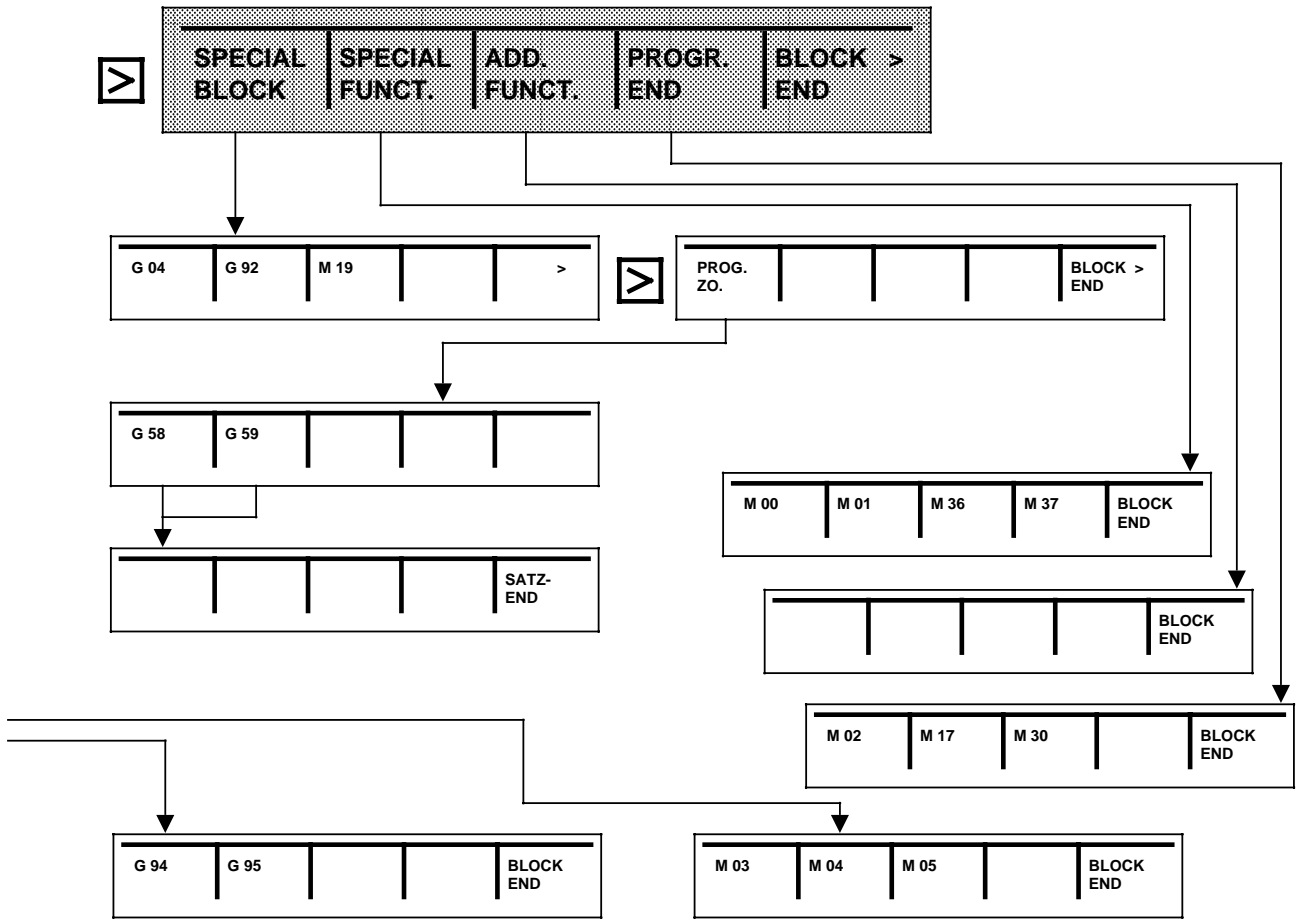 > SPECIAL SPECIAL ADD. PROGR. BLOCK >
BLOCK FUNCT. FUNCT. END END
G 04 G 92 M 19 >
> PROG. BLOCK >
ZO. END
G 58 G 59
M 00 M 01 M 36 M 37 BLOCK
END
SATZ-
END
BLOCK
END
M 02 M 17 M 30 BLOCK
END
G 94 G 95 BLOCK
END
M 03 M 04 M 05 BLOCK
END